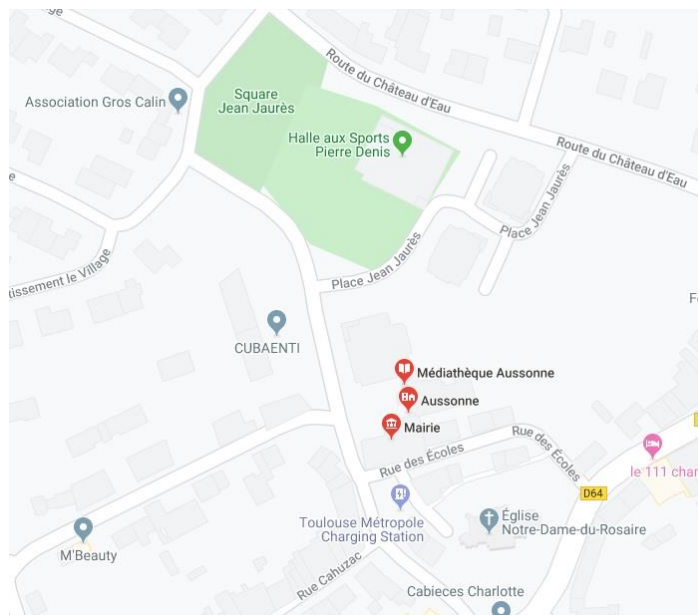 age
Route du Château d'Eau
Association Gros Calin
Square
Jean Jaurès
Halle aux Sports
Pierre Denis
Route du Château d'Eau
Place Jean Jaurès
Place Jean Jaurès
tissement le Village
CUBAENTI
Médiathèque Aussonne
Aussonne
Mairie
Rue des Écoles
Rue des Écoles
le 111 char
D64
Toulouse Métropole
Charging Station
Église
Notre-Dame-du-Rosaire
M'Beauty
Rue Cahuzac
Cabieces Charlotte